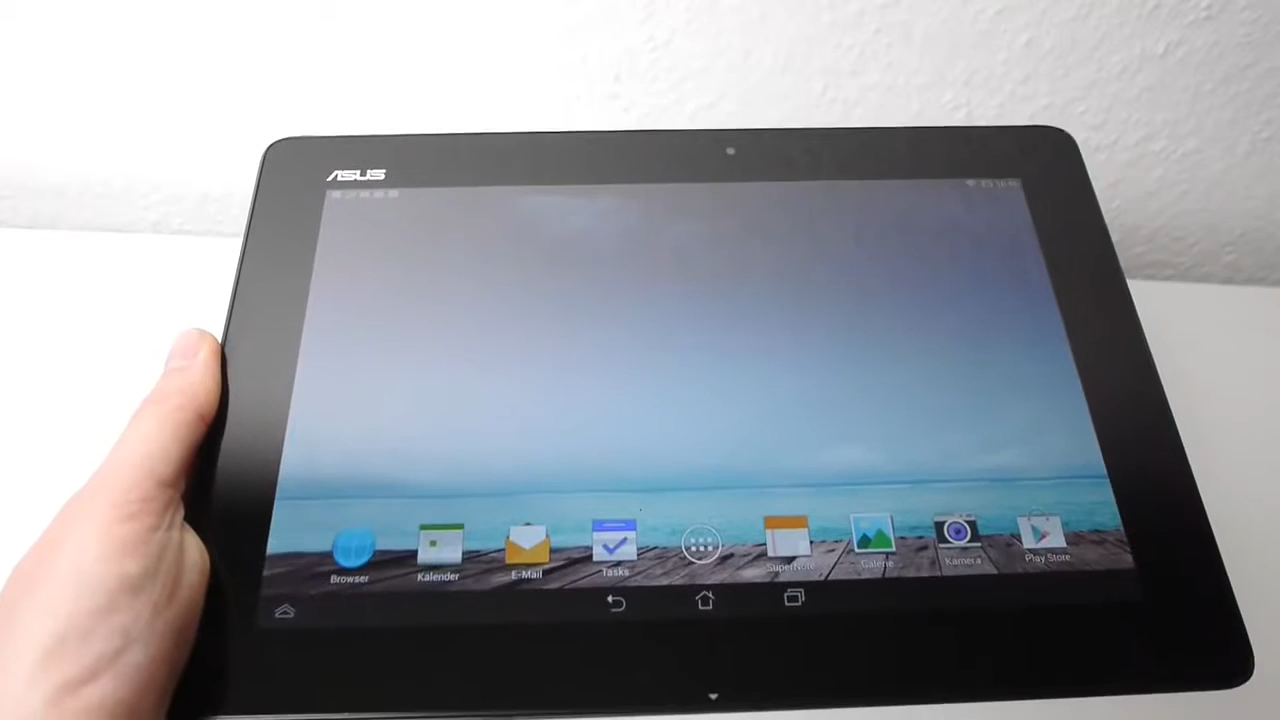 ASUS
Browser
Kalender
E-Mail
Tasks
SuperNote
Galerie
Kamera
Play Store